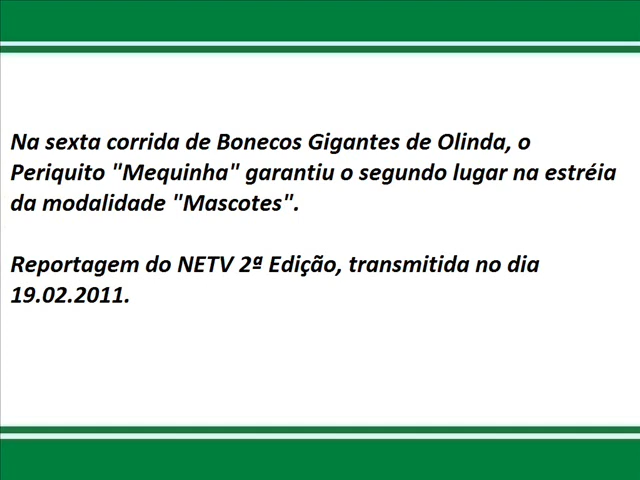 Na sexta corrida de Bonecos Gigantes de Olinda, o
Periquito "Mequinha" garantiu o segundo lugar na estréia
da modalidade "Mascotes".
Reportagem do NETV 2ª Edição, transmitida no dia
19.02.2011.